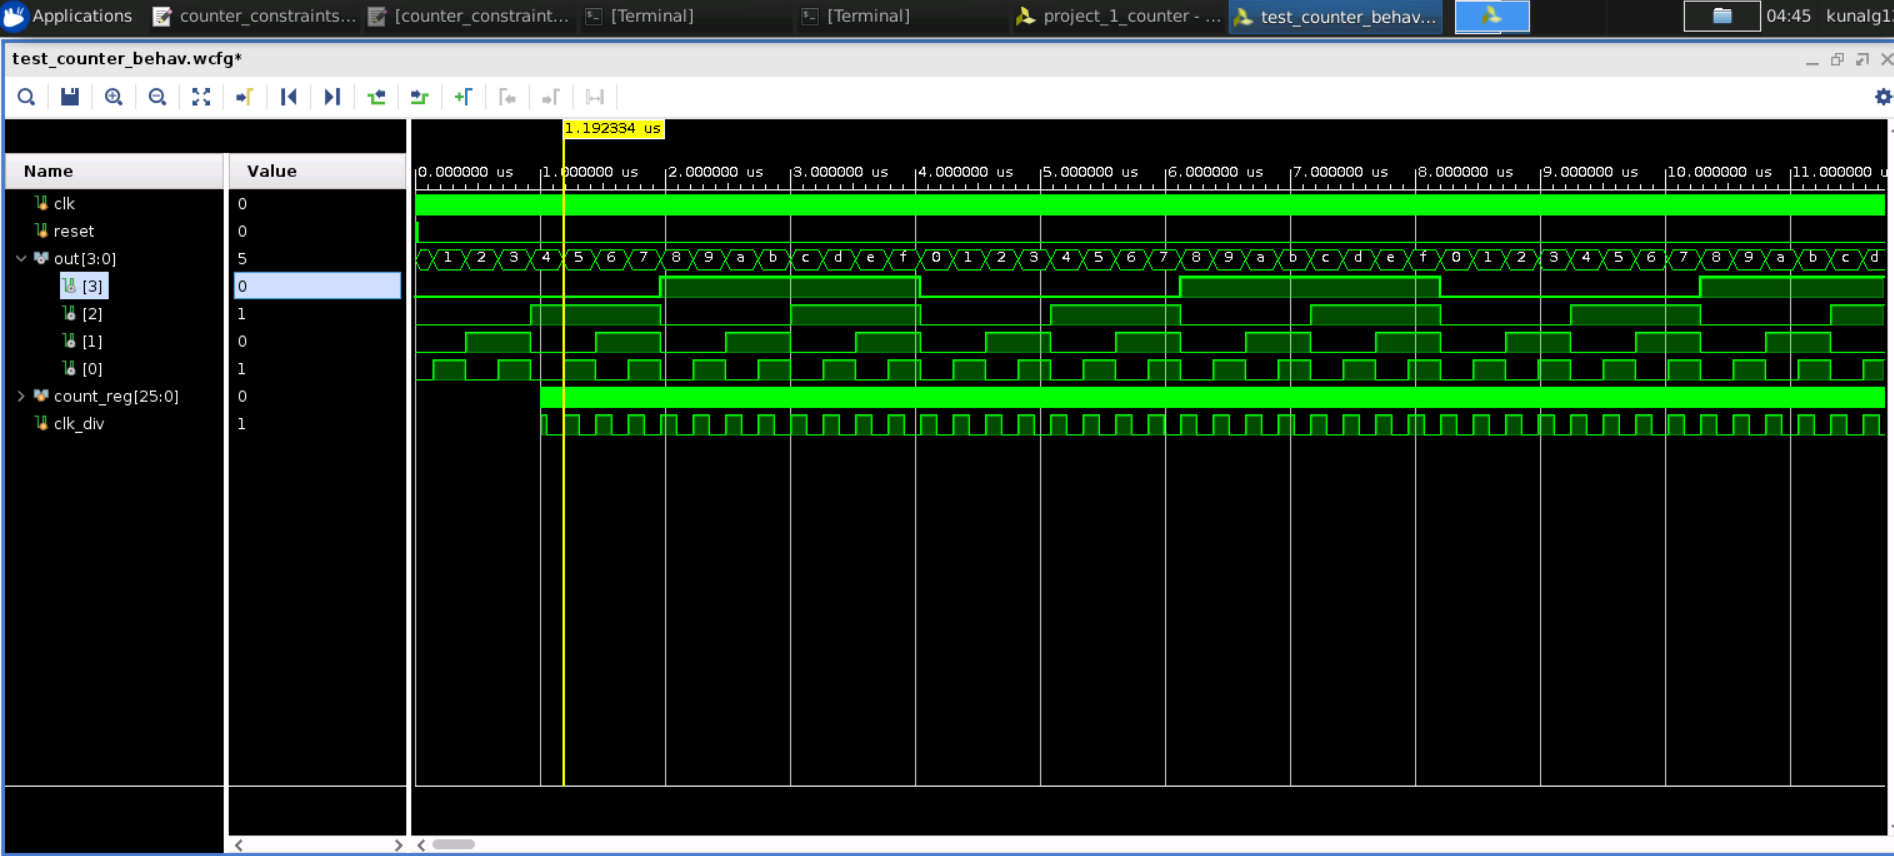 Applications counter_constraints... [counter_constraint... [Terminal] [Terminal] project_1_counter - ... test_counter_behav... 04:45 kunalg1
test_counter_behav.wcfg*
1.192334 us
Name Value
0.000000 us 1.000000 us 2.000000 us 3.000000 us 4.000000 us 5.000000 us 6.000000 us 7.000000 us 8.000000 us 9.000000 us 10.000000 us 11.000000 u
clk 0
reset 0
out[3:0] 5 1 2 3 4 5 6 7 8 9 a b c d e f 0 1 2 3 4 5 6 7 8 9 a b c d e f 0 1 2 3 4 5 6 7 8 9 a b c d
[3] 0
[2] 1
[1] 0
[0] 1
count_reg[25:0] 0
clk_div 1